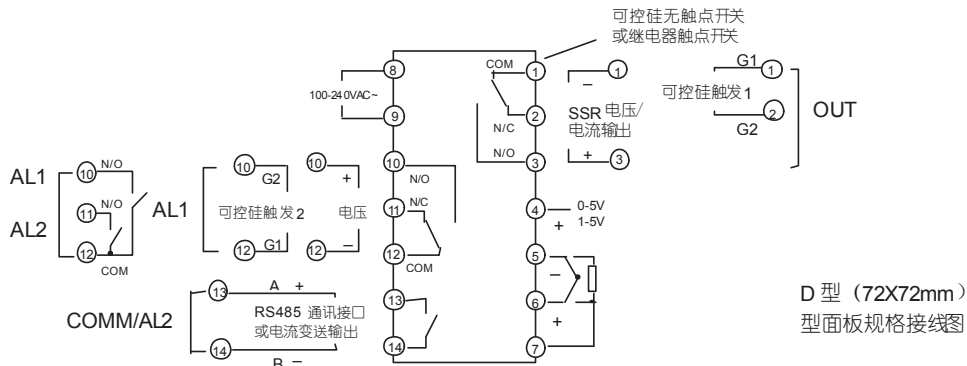 可控硅无触点开关
或继电器触点开关
8
100-240VAC~
9
COM
1
2
N/C
N/O
3
1
−
SSR 电压/
电流输出
+
3
G1
1
可控硅触发1
2
G2
OUT
AL1
10
N/O
11
N/O
AL2
12
COM
AL1
10
G2
可控硅触发2
12
G1
10
+
电压
12
−
10
N/O
11
N/C
12
COM
4
+
0-5V
1-5V
5
−
6
+
7
COMM/AL2
13
A +
RS485 通讯接口
或电流变送输出
14
B −
13
14
D 型（72X72mm）
型面板规格接线图